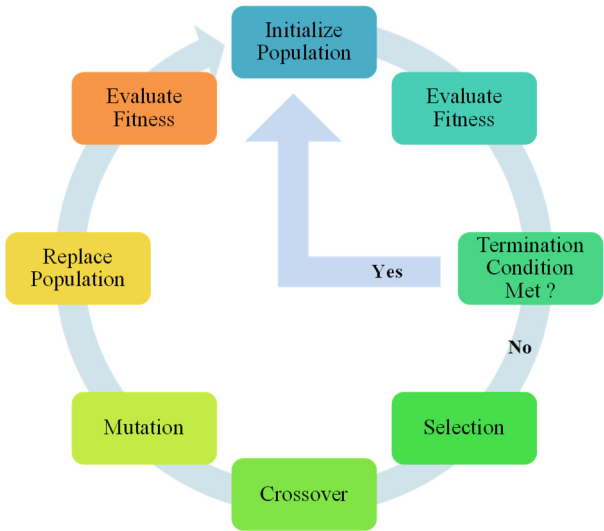 Initialize
Population
Evaluate
Fitness
Termination
Condition
Met ?
Yes
No
Selection
Crossover
Mutation
Replace
Population
Evaluate
Fitness